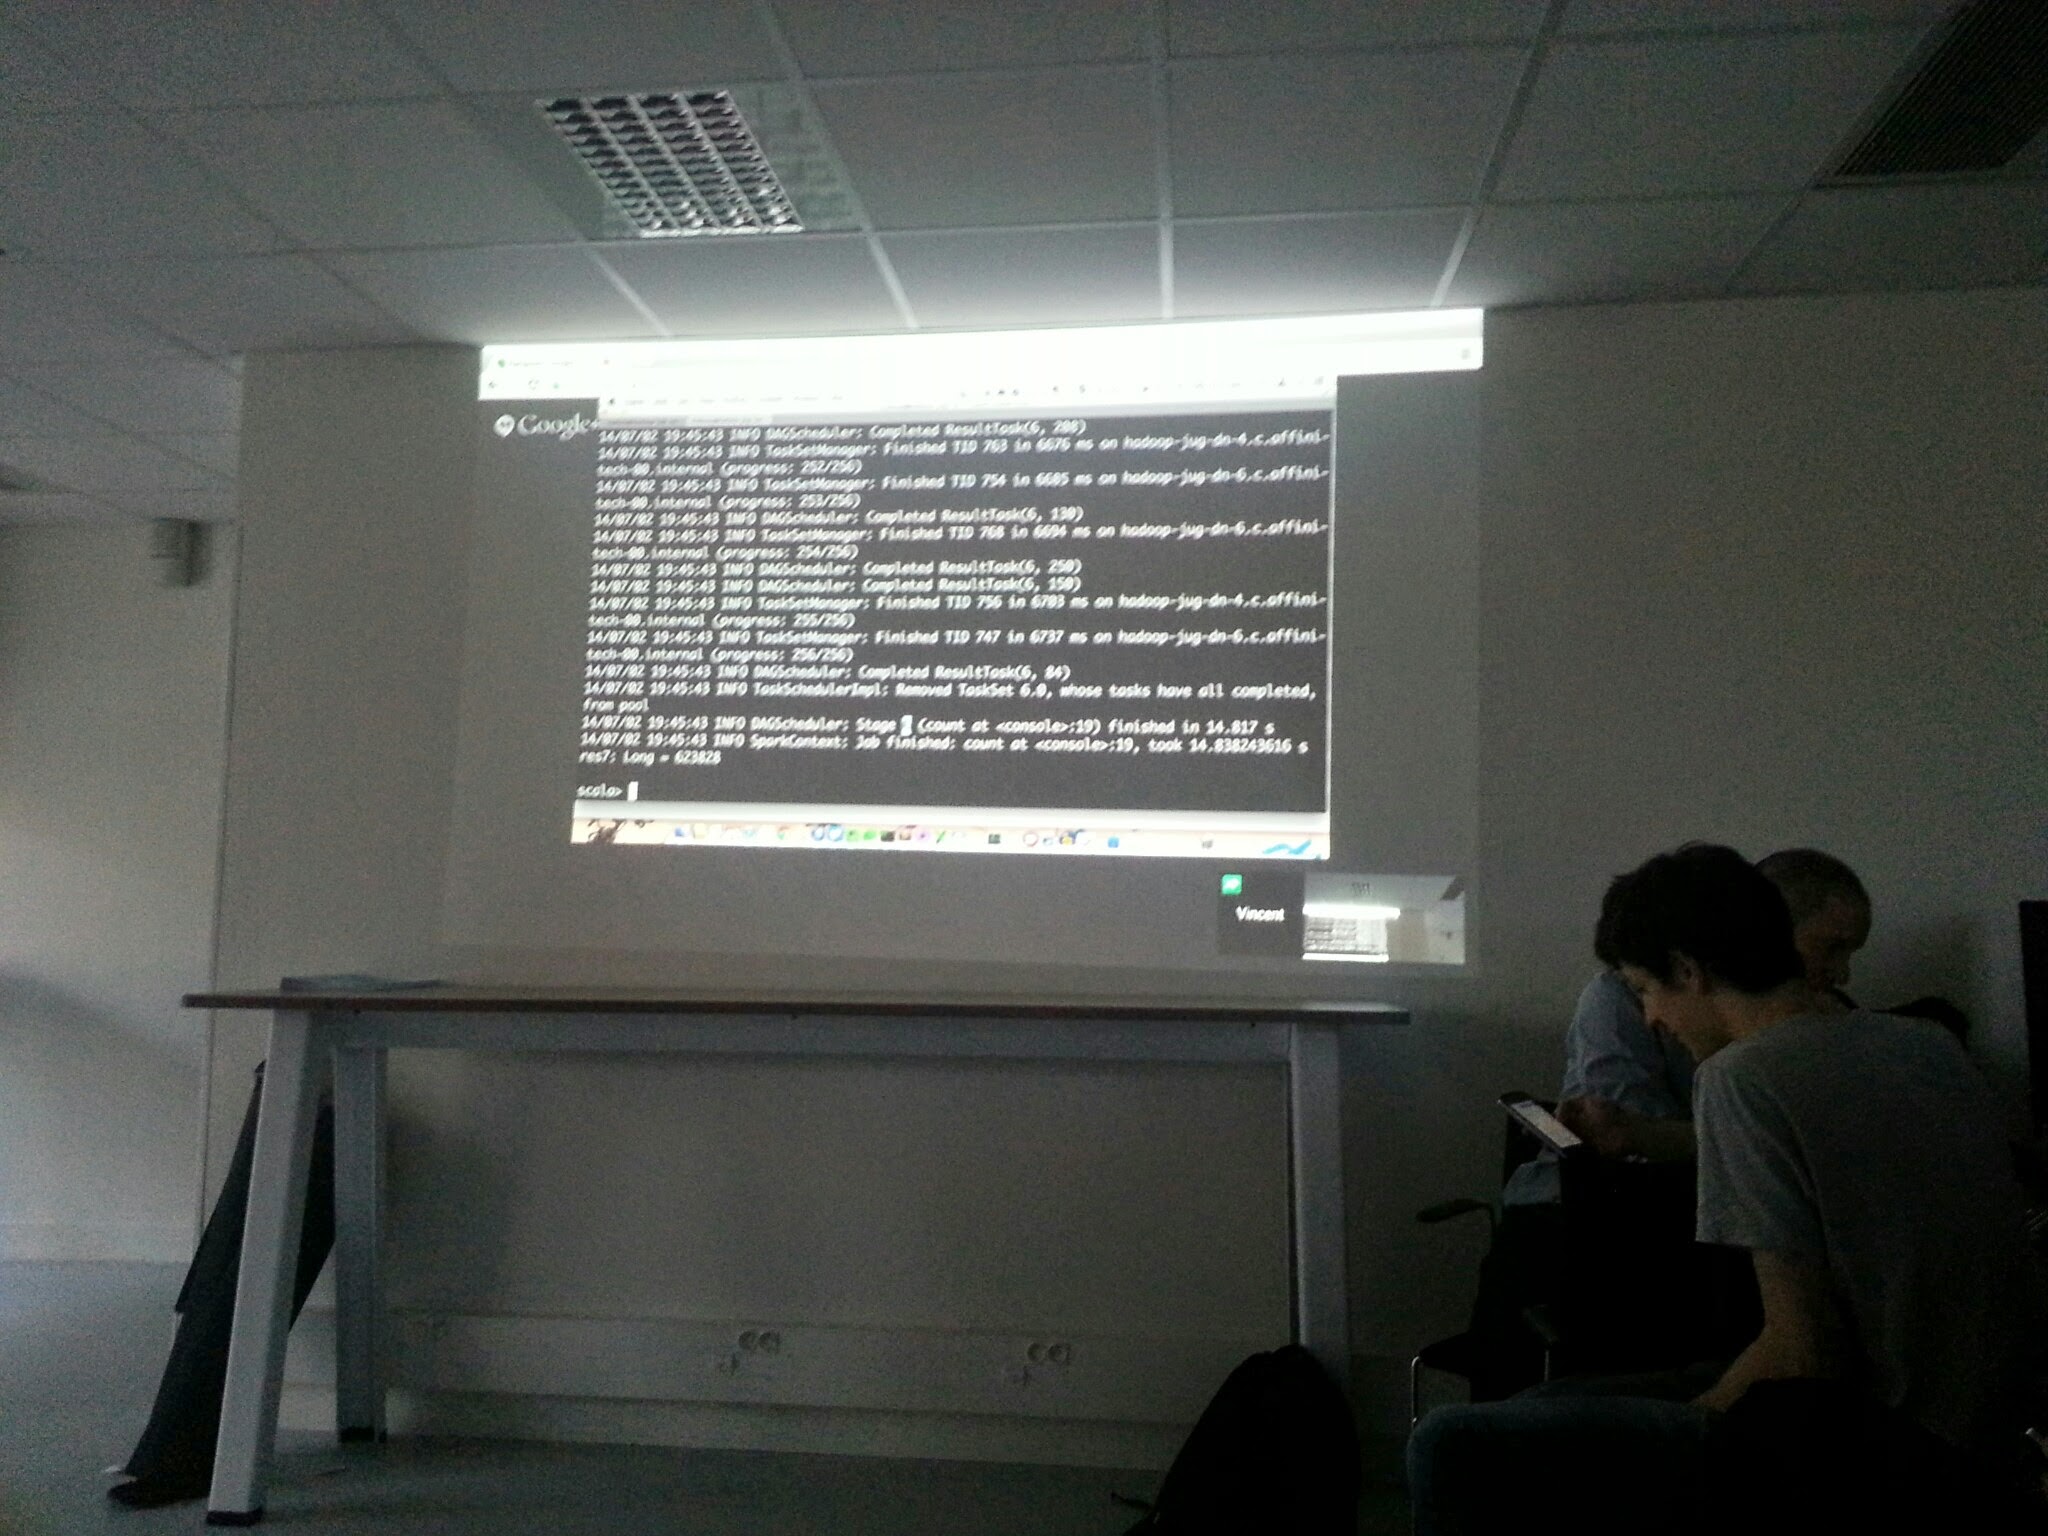 Google+
14/07/02 19:45:43 INFO DAGScheduler: Completed ResultTask(6, 208)
14/07/02 19:45:43 INFO TaskSetManager: Finished TID 763 in 6676 ms on hadoop-jug-dn-4.c.affini-
tech-00.internal (progress: 252/256)
14/07/02 19:45:43 INFO TaskSetManager: Finished TID 754 in 6685 ms on hadoop-jug-dn-6.c.affini-
tech-00.internal (progress: 253/256)
14/07/02 19:45:43 INFO DAGScheduler: Completed ResultTask(6, 130)
14/07/02 19:45:43 INFO TaskSetManager: Finished TID 768 in 6694 ms on hadoop-jug-dn-6.c.affini-
tech-00.internal (progress: 254/256)
14/07/02 19:45:43 INFO DAGScheduler: Completed ResultTask(6, 250)
14/07/02 19:45:43 INFO DAGScheduler: Completed ResultTask(6, 150)
14/07/02 19:45:43 INFO TaskSetManager: Finished TID 756 in 6703 ms on hadoop-jug-dn-4.c.affini-
tech-00.internal (progress: 255/256)
14/07/02 19:45:43 INFO TaskSetManager: Finished TID 747 in 6737 ms on hadoop-jug-dn-6.c.affini-
tech-00.internal (progress: 256/256)
14/07/02 19:45:43 INFO DAGScheduler: Completed ResultTask(6, 84)
14/07/02 19:45:43 INFO TaskSchedulerImpl: Removed TaskSet 6.0, whose tasks have all completed,
from pool
14/07/02 19:45:43 INFO DAGScheduler: Stage (count at <console>:19) finished in 14.817 s
14/07/02 19:45:43 INFO SparkContext: Job finished: count at <console>:19, took 14.838243616 s
res7: Long = 623828
scala>
Vincent